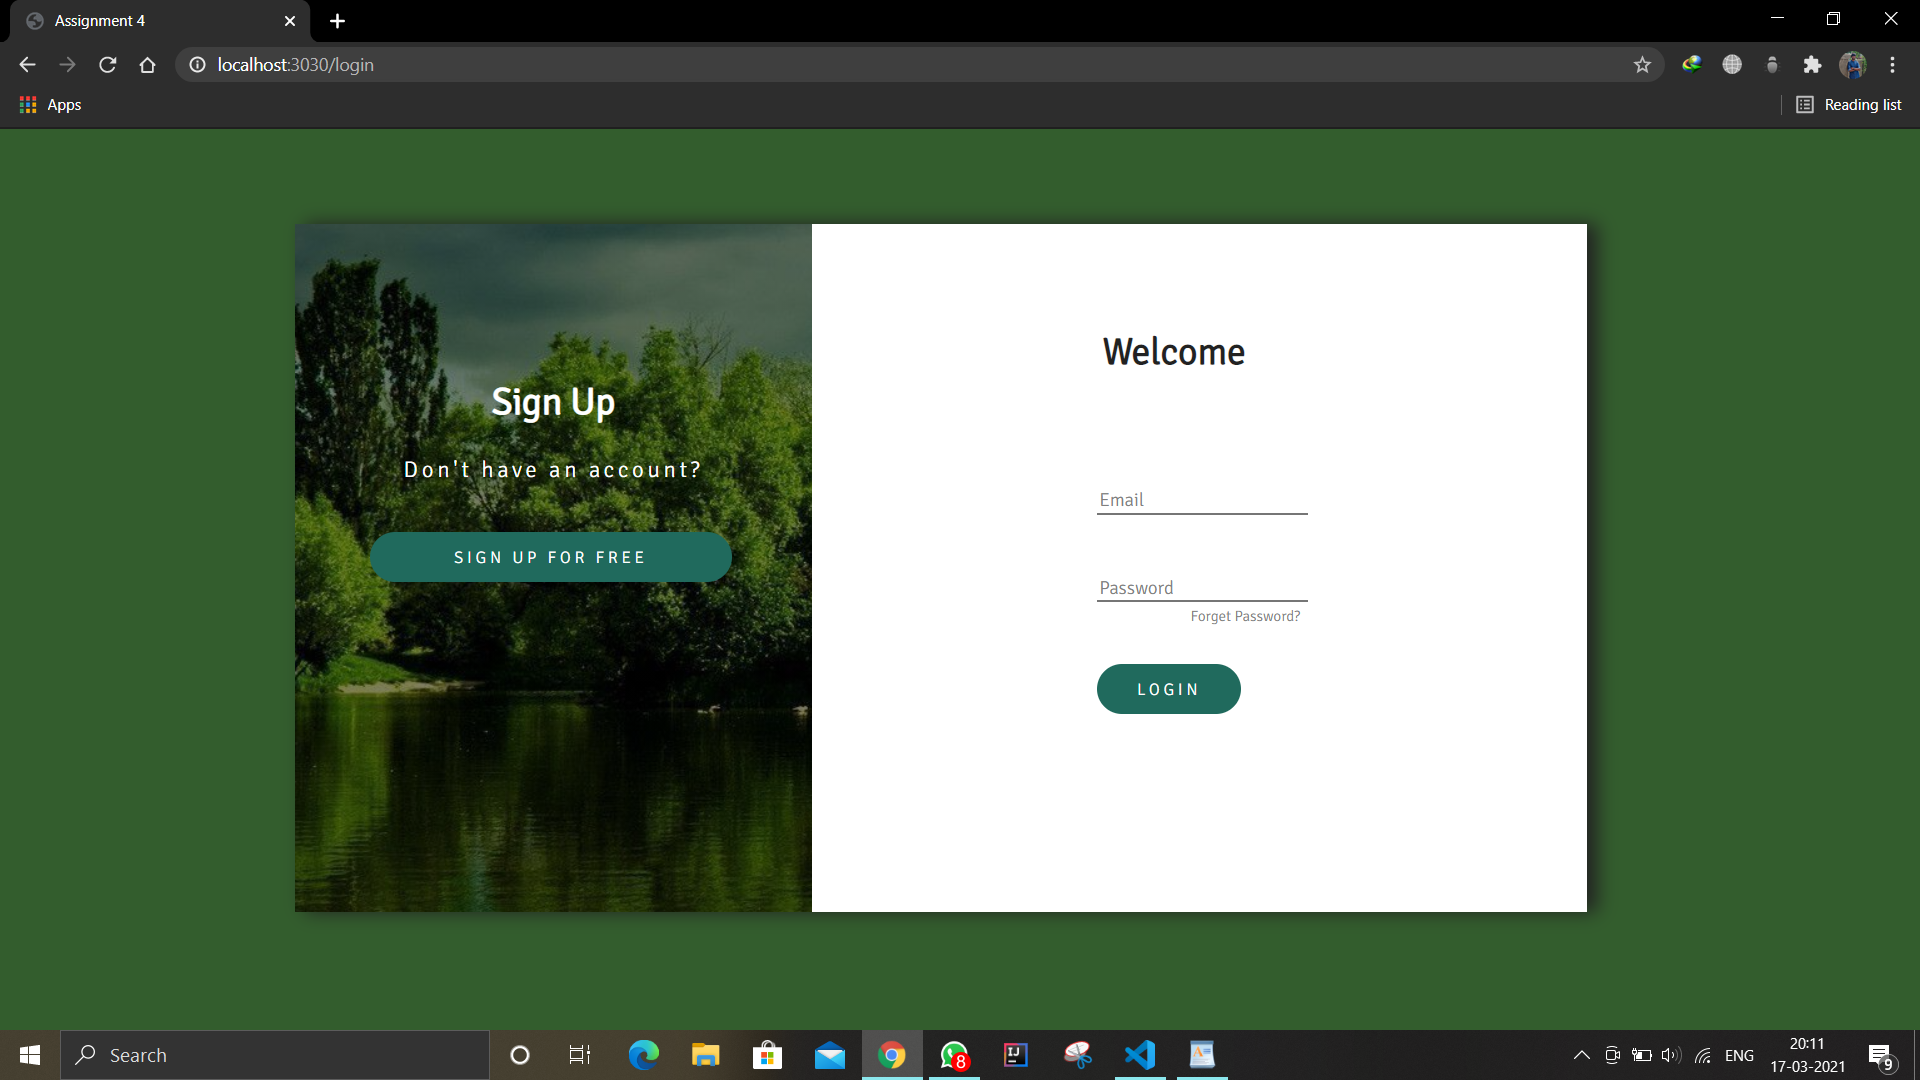 Assignment 4
localhost:3030/login
Apps
Reading list
Sign Up
Don't have an account?
SIGN UP FOR FREE
Welcome
Email
Password
Forget Password?
LOGIN
Search
8
IJ
ENG
20:11
17-03-2021
9